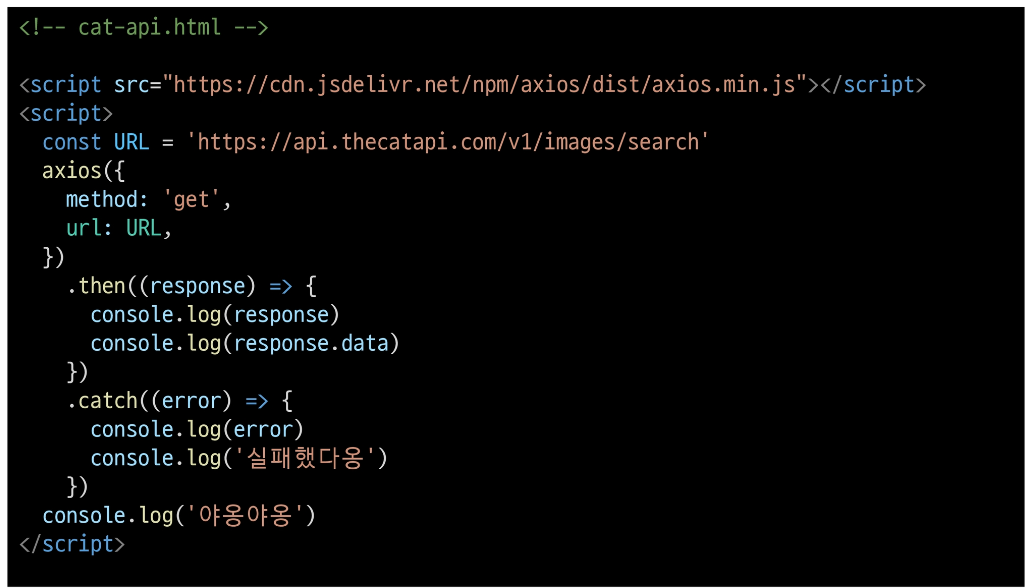 <!-- cat-api.html -->
<script src="https://cdn.jsdelivr.net/npm/axios/dist/axios.min.js"></script>
<script>
  const URL = 'https://api.thecatapi.com/v1/images/search'
  axios({
    method: 'get',
    url: URL,
  })
    .then((response) => {
      console.log(response)
      console.log(response.data)
    })
    .catch((error) => {
      console.log(error)
      console.log('실패했다옹')
    })
  console.log('야옹야옹')
</script>